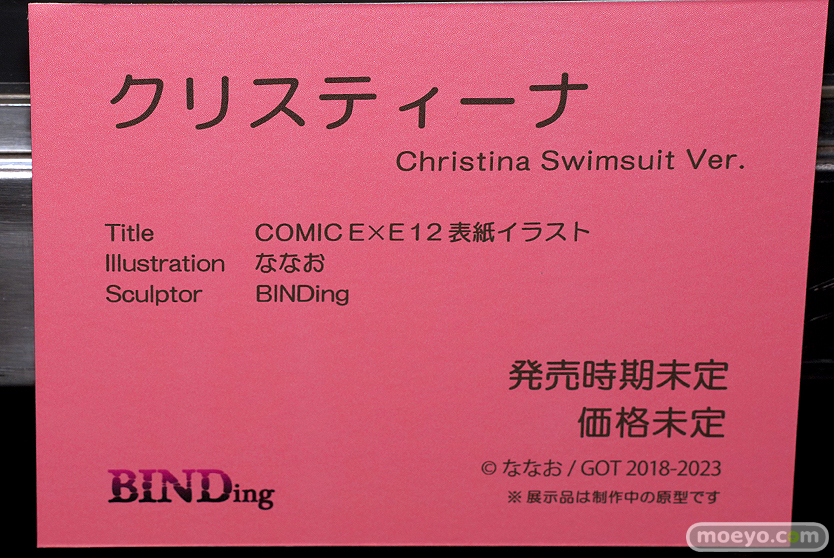 クリスティーナ
Christina Swimsuit Ver.
Title COMIC E×E 12 表紙イラスト
Illustration ななお
Sculptor BINDing
発売時期未定
価格未定
© ななお / GOT 2018-2023
BINDing
※ 展示品は制作中の原型です
moeyo.com